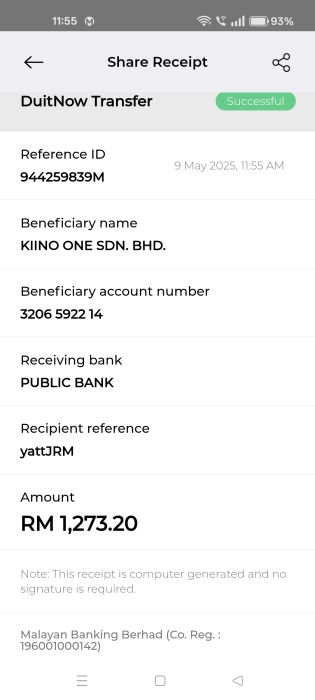 11:55
93%
Share Receipt
DuitNow Transfer
Successful
Reference ID
9 May 2025, 11:55 AM
944259839M
Beneficiary name
KIINO ONE SDN. BHD.
Beneficiary account number
3206 5922 14
Receiving bank
PUBLIC BANK
Recipient reference
yattJRM
Amount
RM 1,273.20
Note: This receipt is computer generated and no
signature is required.
Malayan Banking Berhad (Co. Reg. :
196001000142)